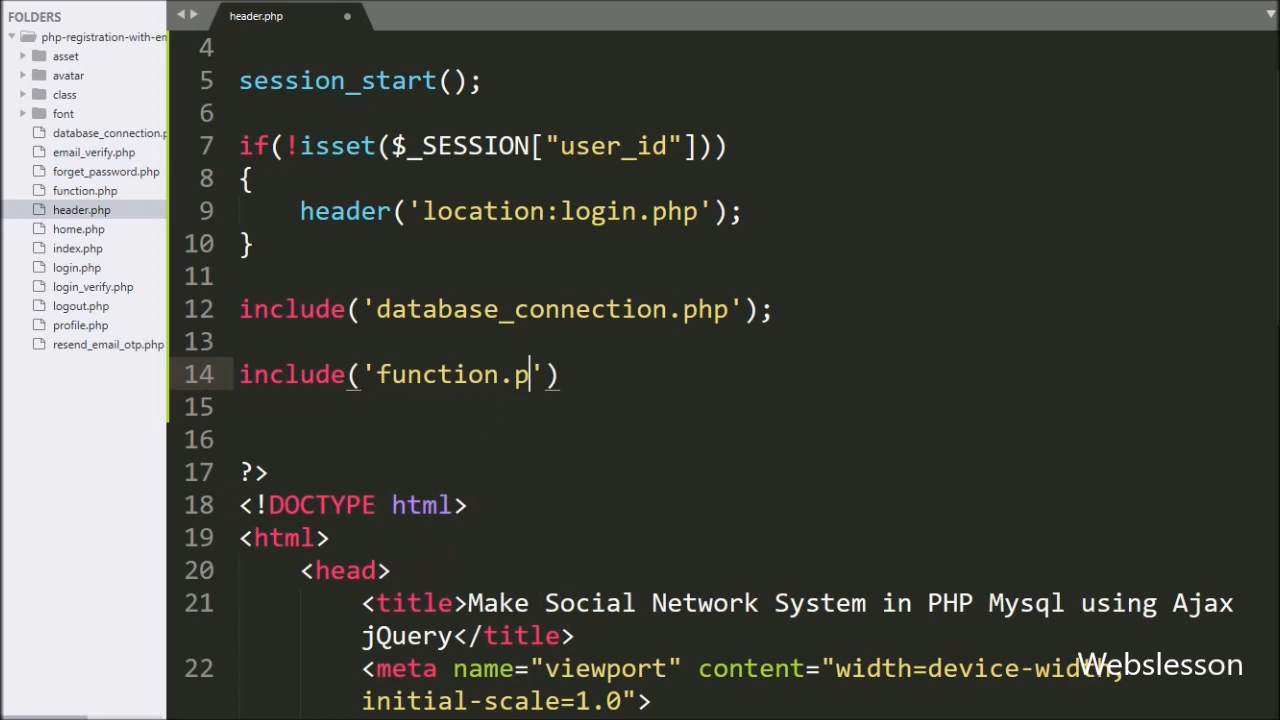 FOLDERS
php-registration-with-en
asset
avatar
class
font
database_connection.p
email_verify.php
forget_password.php
function.php
header.php
home.php
index.php
login.php
login_verify.php
logout.php
profile.php
resend_email_otp.php
header.php
4
5 session_start();
6
7 if(!isset($_SESSION["user_id"]))
8 {
9 header('location:login.php');
10 }
11
12 include('database_connection.php');
13
14 include('function.p')
15
16
17 ?>
18 <!DOCTYPE html>
19 <html>
20 <head>
21 <title>Make Social Network System in PHP Mysql using Ajax
jQuery</title>
22 <meta name="viewport" content="width=device-width,
initial-scale=1.0">
Webslesson